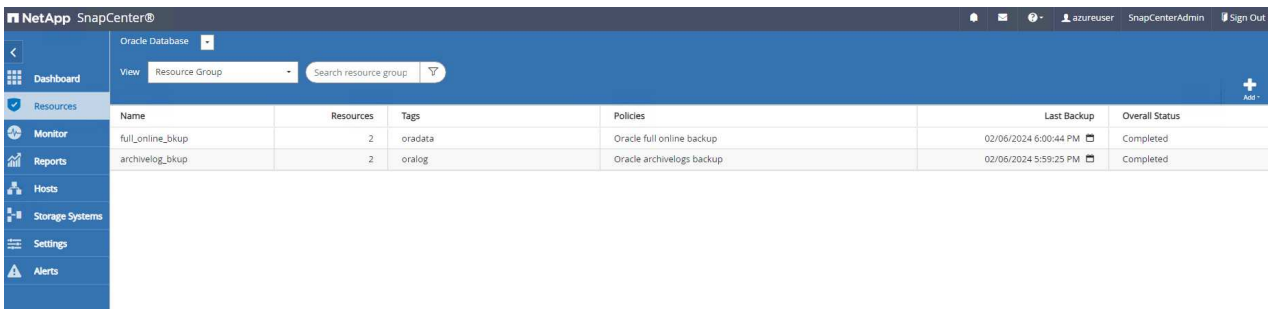 NetApp SnapCenter®
azureuser SnapCenterAdmin Sign Out
Oracle Database
View Resource Group Search resource group
Add
Dashboard
Resources
Monitor
Reports
Hosts
Storage Systems
Settings
Alerts
Name Resources Tags Policies Last Backup Overall Status
full_online_bkup 2 oradata Oracle full online backup 02/06/2024 6:00:44 PM Completed
archivelog_bkup 2 oralog Oracle archivelogs backup 02/06/2024 5:59:25 PM Completed